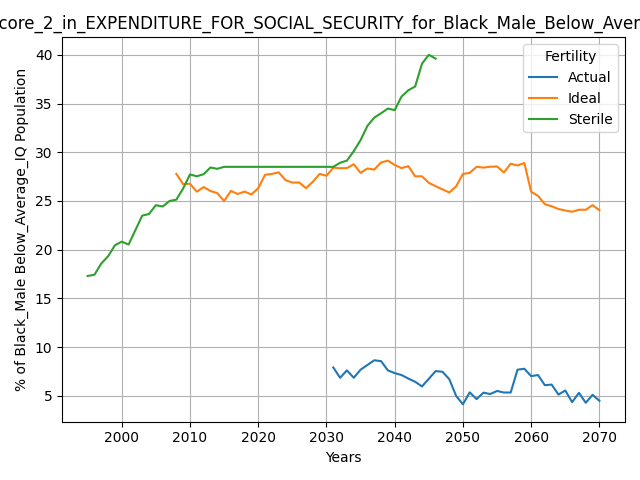 core_2_in_EXPENDITURE_FOR_SOCIAL_SECURITY_for_Black_Male_Below_Aver
Fertility
Actual
Ideal
Sterile
% of Black_Male Below_Average_IQ Population
40
35
30
25
20
15
10
5
2000 2010 2020 2030 2040 2050 2060 2070
Years